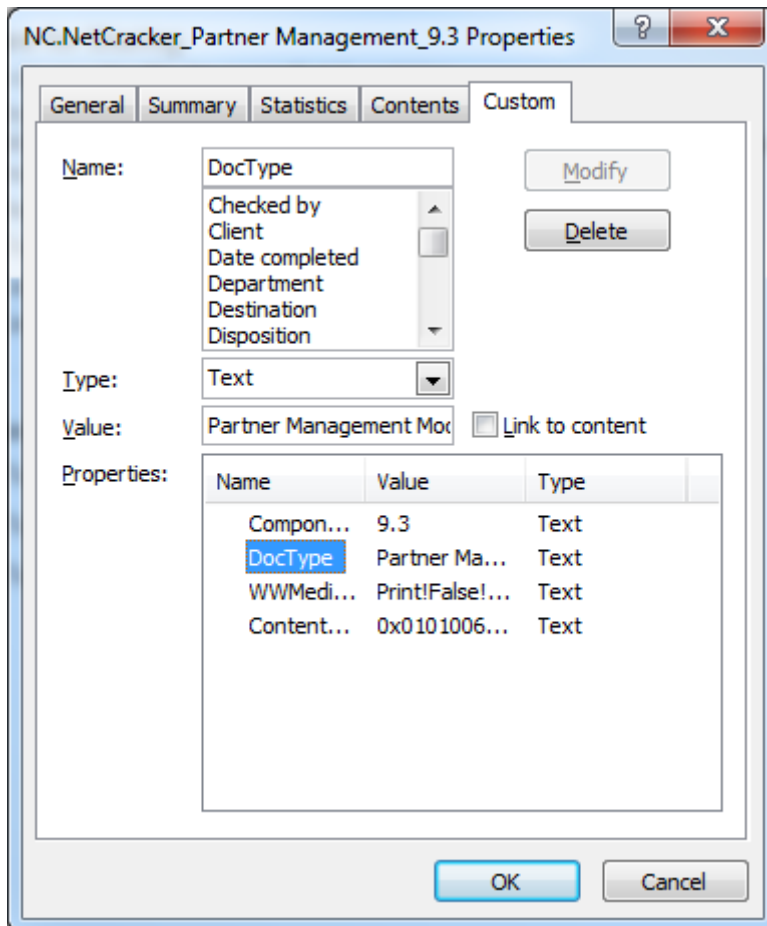 NC.NetCracker_Partner Management_9.3 Properties
General Summary Statistics Contents Custom
Name: DocType Modify
Checked by
Client
Date completed
Department
Destination
Disposition
Delete
Type: Text
Value: Partner Management Moc Link to content
Properties:
Name Value Type
Compon... 9.3 Text
DocType Partner Ma... Text
WWMedi... Print!False!... Text
Content... 0x0101006... Text
OK Cancel